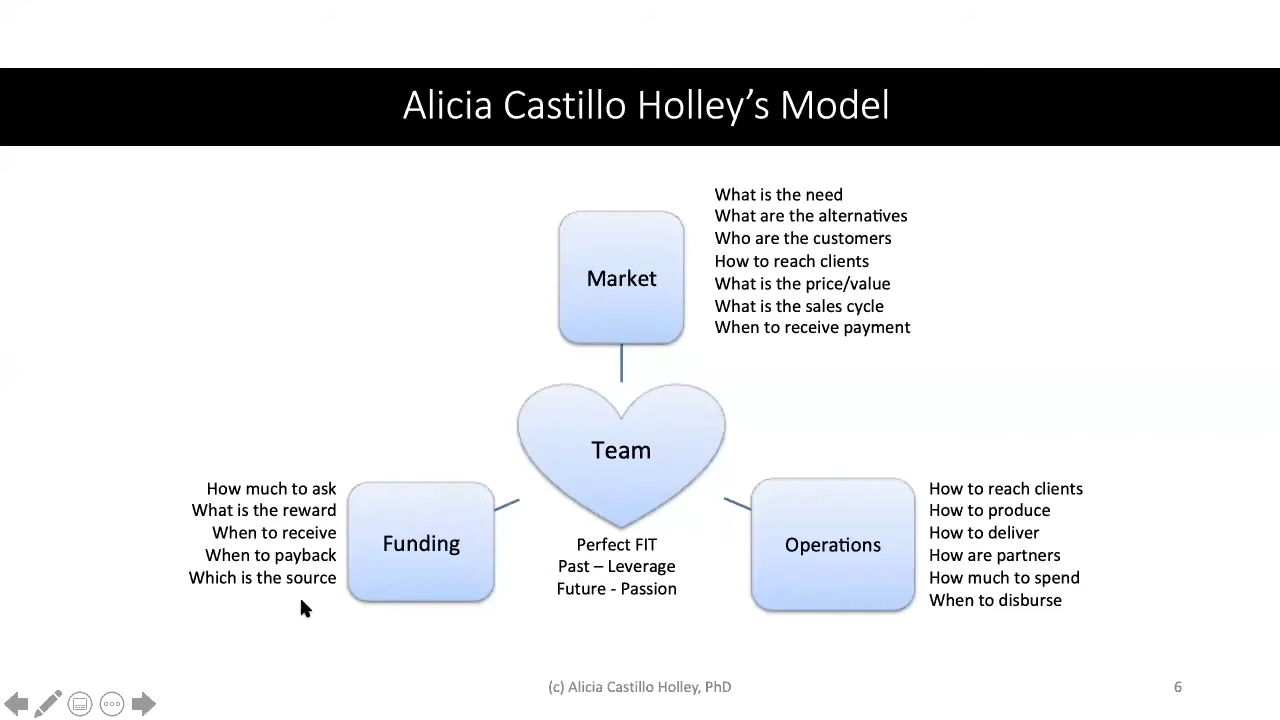 Alicia Castillo Holley’s Model
What is the need
What are the alternatives
Who are the customers
How to reach clients
What is the price/value
What is the sales cycle
When to receive payment
Market
Team
Perfect FIT
Past – Leverage
Future - Passion
How much to ask
What is the reward
When to receive
When to payback
Which is the source
Funding
Operations
How to reach clients
How to produce
How to deliver
How are partners
How much to spend
When to disburse
(c) Alicia Castillo Holley, PhD
6